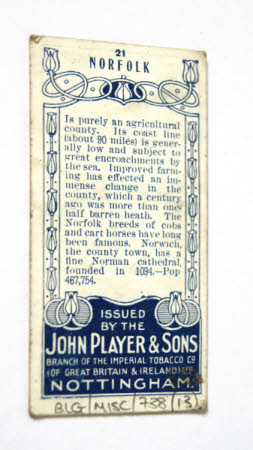 21
NORFOLK
Is purely an agricultural
county. Its coast line
(about 90 miles) is gener-
ally low and subject to
great encroachments by
the sea. Improved farm-
ing has effected an im-
mense change in the
county, which a century
ago was more than one
half barren heath. The
Norfolk breeds of cobs
and cart horses have long
been famous. Norwich,
the county town, has a
fine Norman cathedral,
founded in 1094.—Pop
467,754.
ISSUED
BY THE
JOHN PLAYER & SONS
BRANCH OF THE IMPERIAL TOBACCO CO
(OF GREAT BRITAIN & IRELAND) LTD
NOTTINGHAM.
BLG/MISC/738/(13)